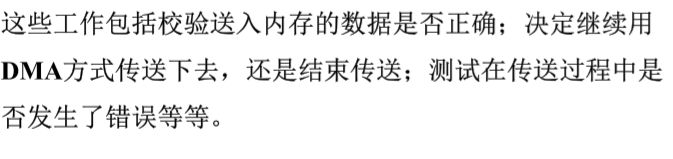 这些工作包括校验送入内存的数据是否正确；决定继续用
DMA方式传送下去，还是结束传送；测试在传送过程中是
否发生了错误等等。